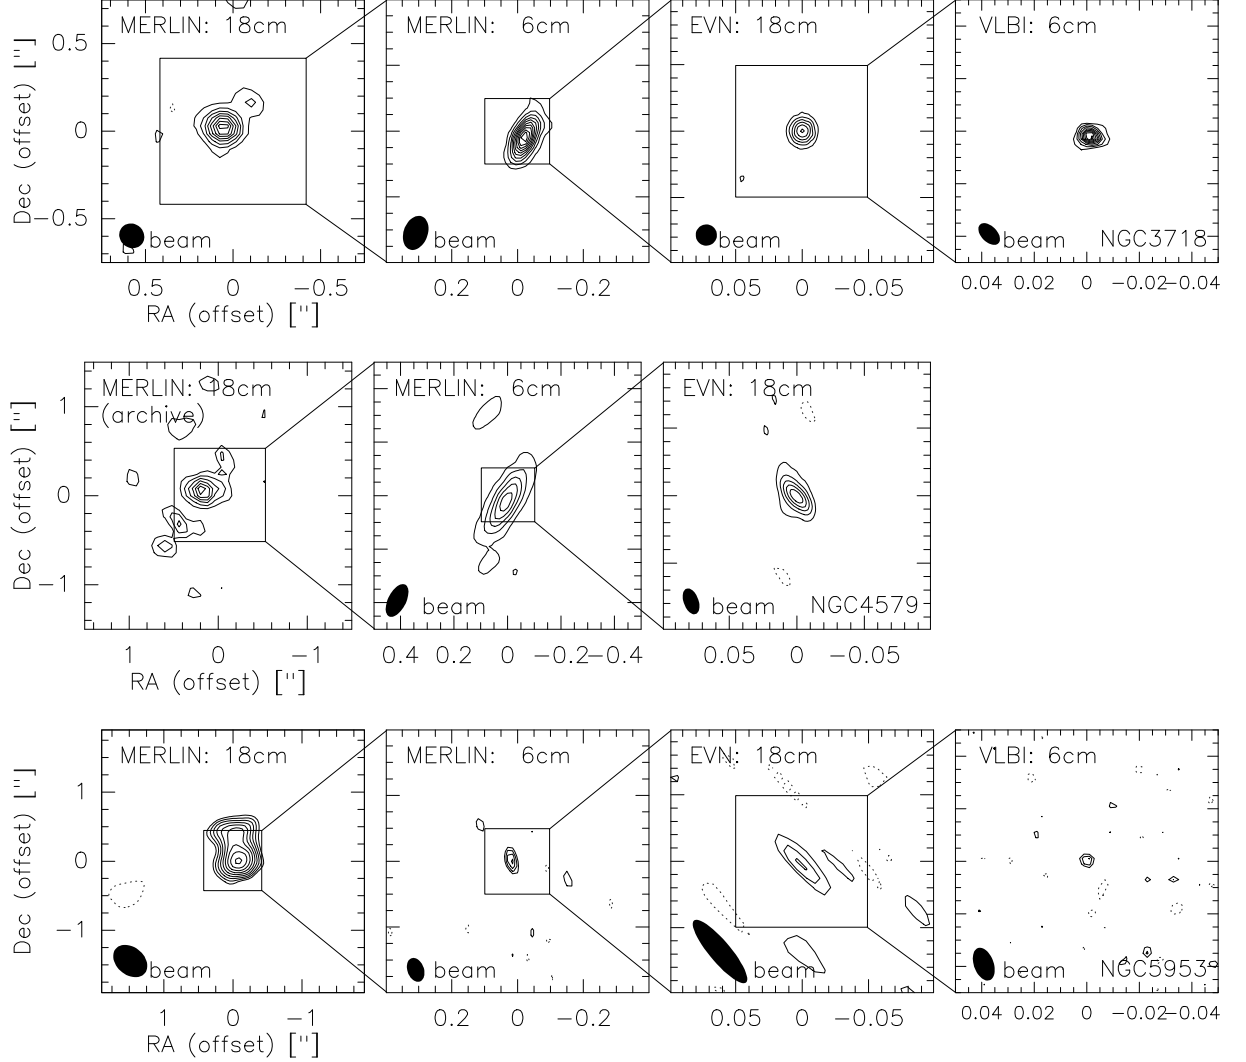 MERLIN: 18cm
MERLIN: 6cm
EVN: 18cm
VLBI: 6cm
0.5
0
−0.5
Dec (offset) ["]
beam
beam
beam
beam
NGC3718
0.5 0 −0.5
0.2 0 −0.2
0.05 0 −0.05
0.04 0.02 0 −0.02−0.04
RA (offset) ["]
MERLIN: 18cm
(archive)
MERLIN: 6cm
EVN: 18cm
1
0
−1
Dec (offset) ["]
beam
beam
NGC4579
1 0 −1
0.4 0.2 0 −0.2−0.4
0.05 0 −0.05
RA (offset) ["]
MERLIN: 18cm
MERLIN: 6cm
EVN: 18cm
VLBI: 6cm
1
0
−1
Dec (offset) ["]
beam
beam
beam
beam
NGC5953
1 0 −1
0.2 0 −0.2
0.05 0 −0.05
0.04 0.02 0 −0.02−0.04
RA (offset) ["]